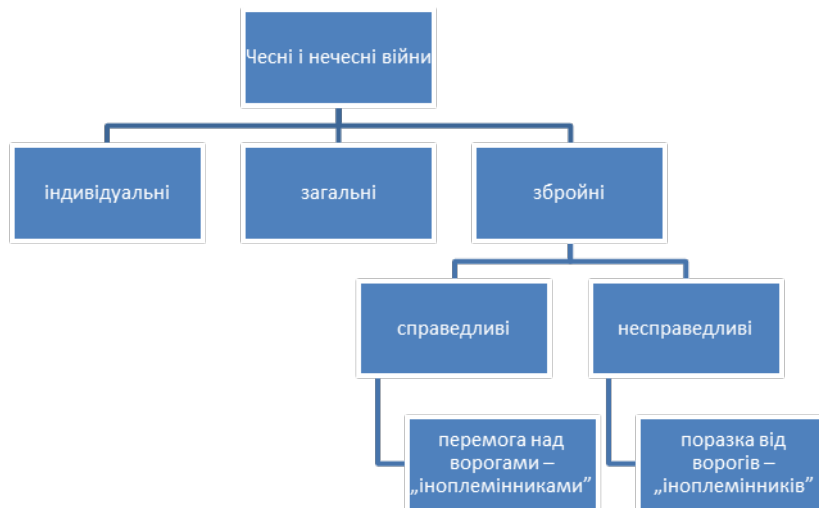 Чесні і нечесні війни
індивідуальні
загальні
збройні
справедливі
несправедливі
перемога над
ворогами –
„іноплемінниками”
поразка від
ворогів –
„іноплемінників”